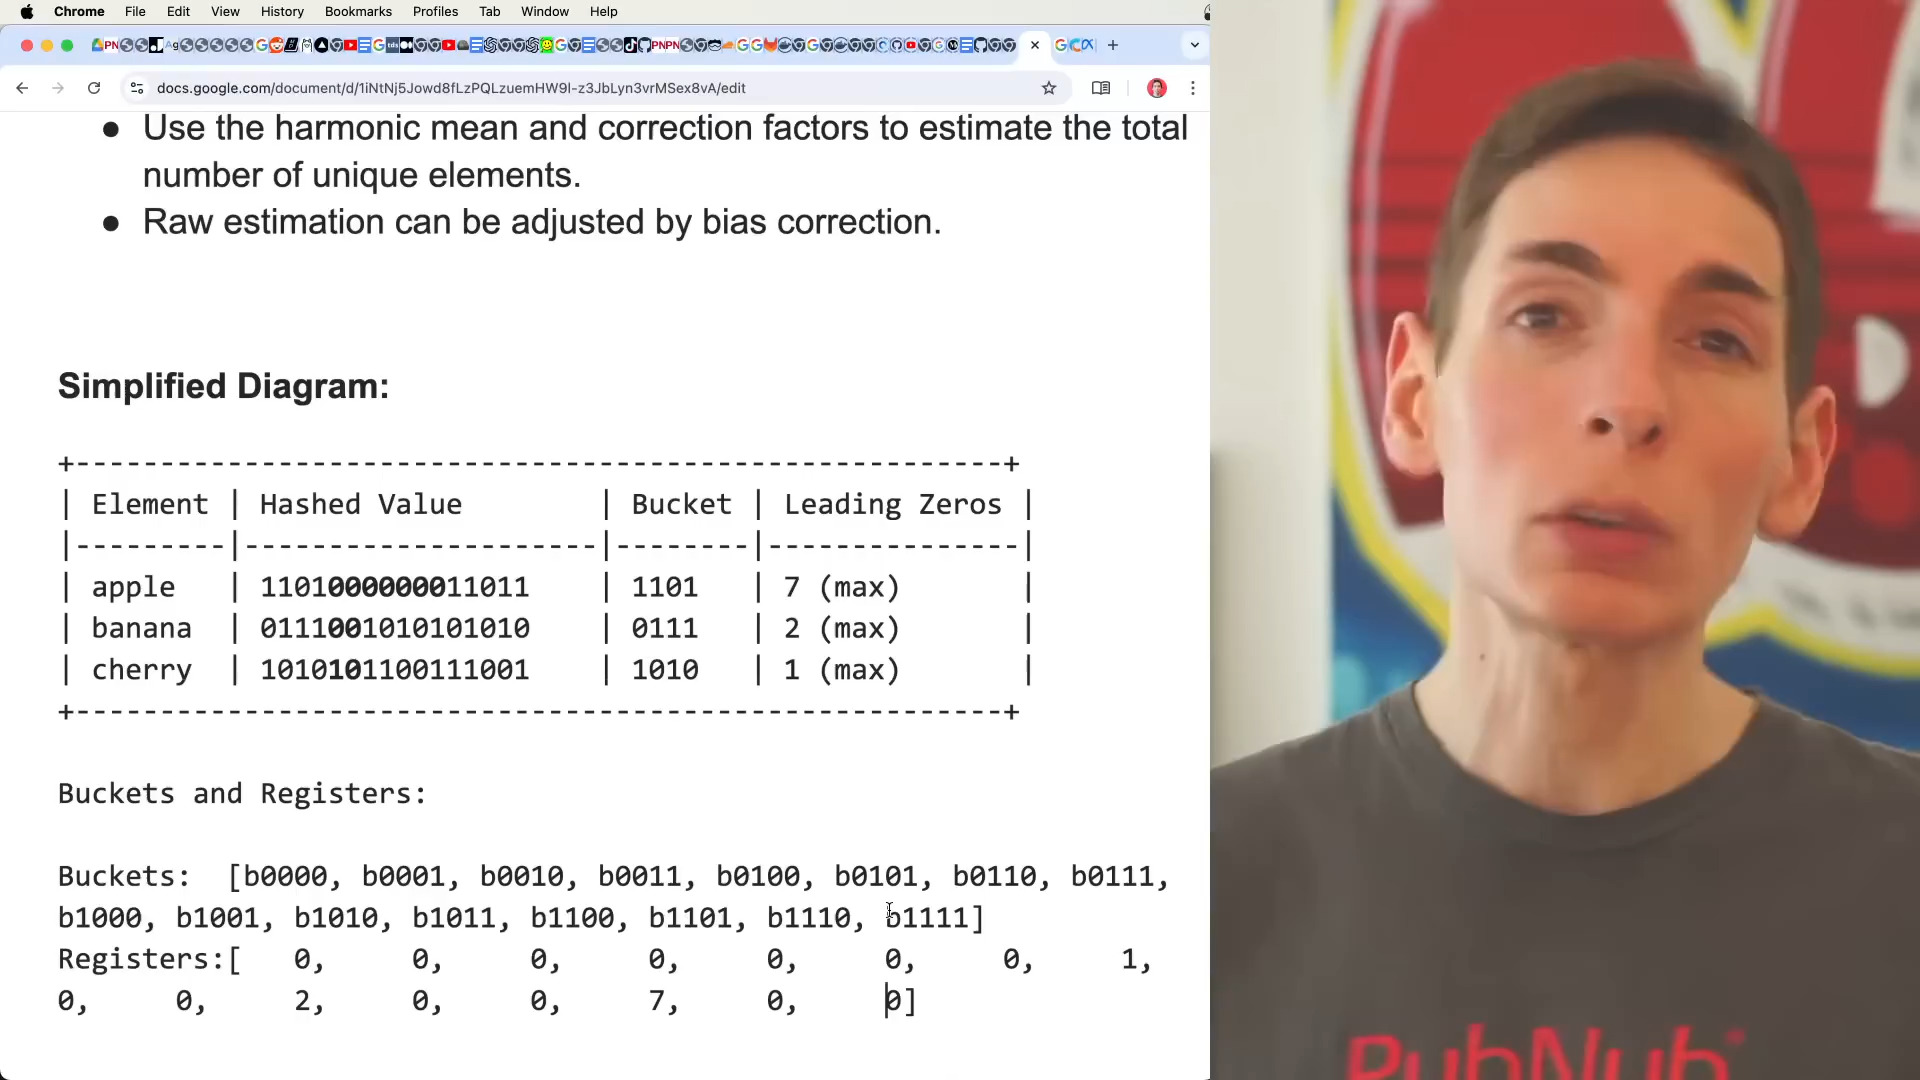 Chrome File Edit View History Bookmarks Profiles Tab Window Help
docs.google.com/document/d/1iNtNj5Jowd8fLzPQLzuemHW9l-z3JbLyn3vrMSex8vA/edit
● Use the harmonic mean and correction factors to estimate the total
number of unique elements.
● Raw estimation can be adjusted by bias correction.
Simplified Diagram:
+-------------------------------------------------------+
| Element | Hashed Value | Bucket | Leading Zeros |
|---------|---------------------|--------|---------------|
| apple | 1101000000011011 | 1101 | 7 (max) |
| banana | 0111001010101010 | 0111 | 2 (max) |
| cherry | 1010101100111001 | 1010 | 1 (max) |
+-------------------------------------------------------+
Buckets and Registers:
Buckets: [b0000, b0001, b0010, b0011, b0100, b0101, b0110, b0111,
b1000, b1001, b1010, b1011, b1100, b1101, b1110, b1111]
Registers:[ 0, 0, 0, 0, 0, 0, 0, 1,
0, 0, 2, 0, 0, 7, 0, 0]
PubNub